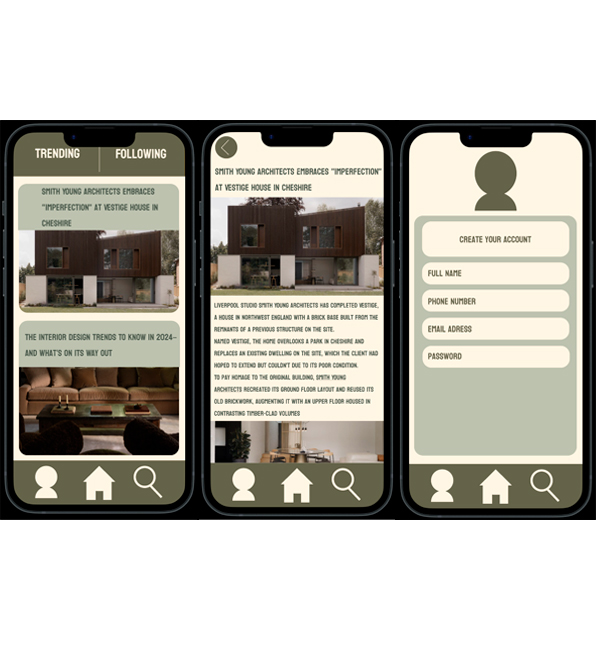 TRENDING
FOLLOWING
SMITH YOUNG ARCHITECTS EMBRACES
"IMPERFECTION" AT VESTIGE HOUSE IN
CHESHIRE
THE INTERIOR DESIGN TRENDS TO KNOW IN 2024–
AND WHAT'S ON ITS WAY OUT
SMITH YOUNG ARCHITECTS EMBRACES "IMPERFECTION"
AT VESTIGE HOUSE IN CHESHIRE
LIVERPOOL STUDIO SMITH YOUNG ARCHITECTS HAS COMPLETED VESTIGE,
A HOUSE IN NORTHWEST ENGLAND WITH A BRICK BASE BUILT FROM THE
REMNANTS OF A PREVIOUS STRUCTURE ON THE SITE.
NAMED VESTIGE, THE HOME OVERLOOKS A PARK IN CHESHIRE AND
REPLACES AN EXISTING DWELLING ON THE SITE, WHICH THE CLIENT HAD
HOPED TO EXTEND BUT COULDN'T DUE TO ITS POOR CONDITION.
TO PAY HOMAGE TO THE ORIGINAL BUILDING, SMITH YOUNG
ARCHITECTS RECREATED ITS GROUND FLOOR LAYOUT AND REUSED ITS
OLD BRICKWORK, AUGMENTING IT WITH AN UPPER FLOOR HOUSED IN
CONTRASTING TIMBER-CLAD VOLUMES
CREATE YOUR ACCOUNT
FULL NAME
PHONE NUMBER
EMAIL ADRESS
PASSWORD